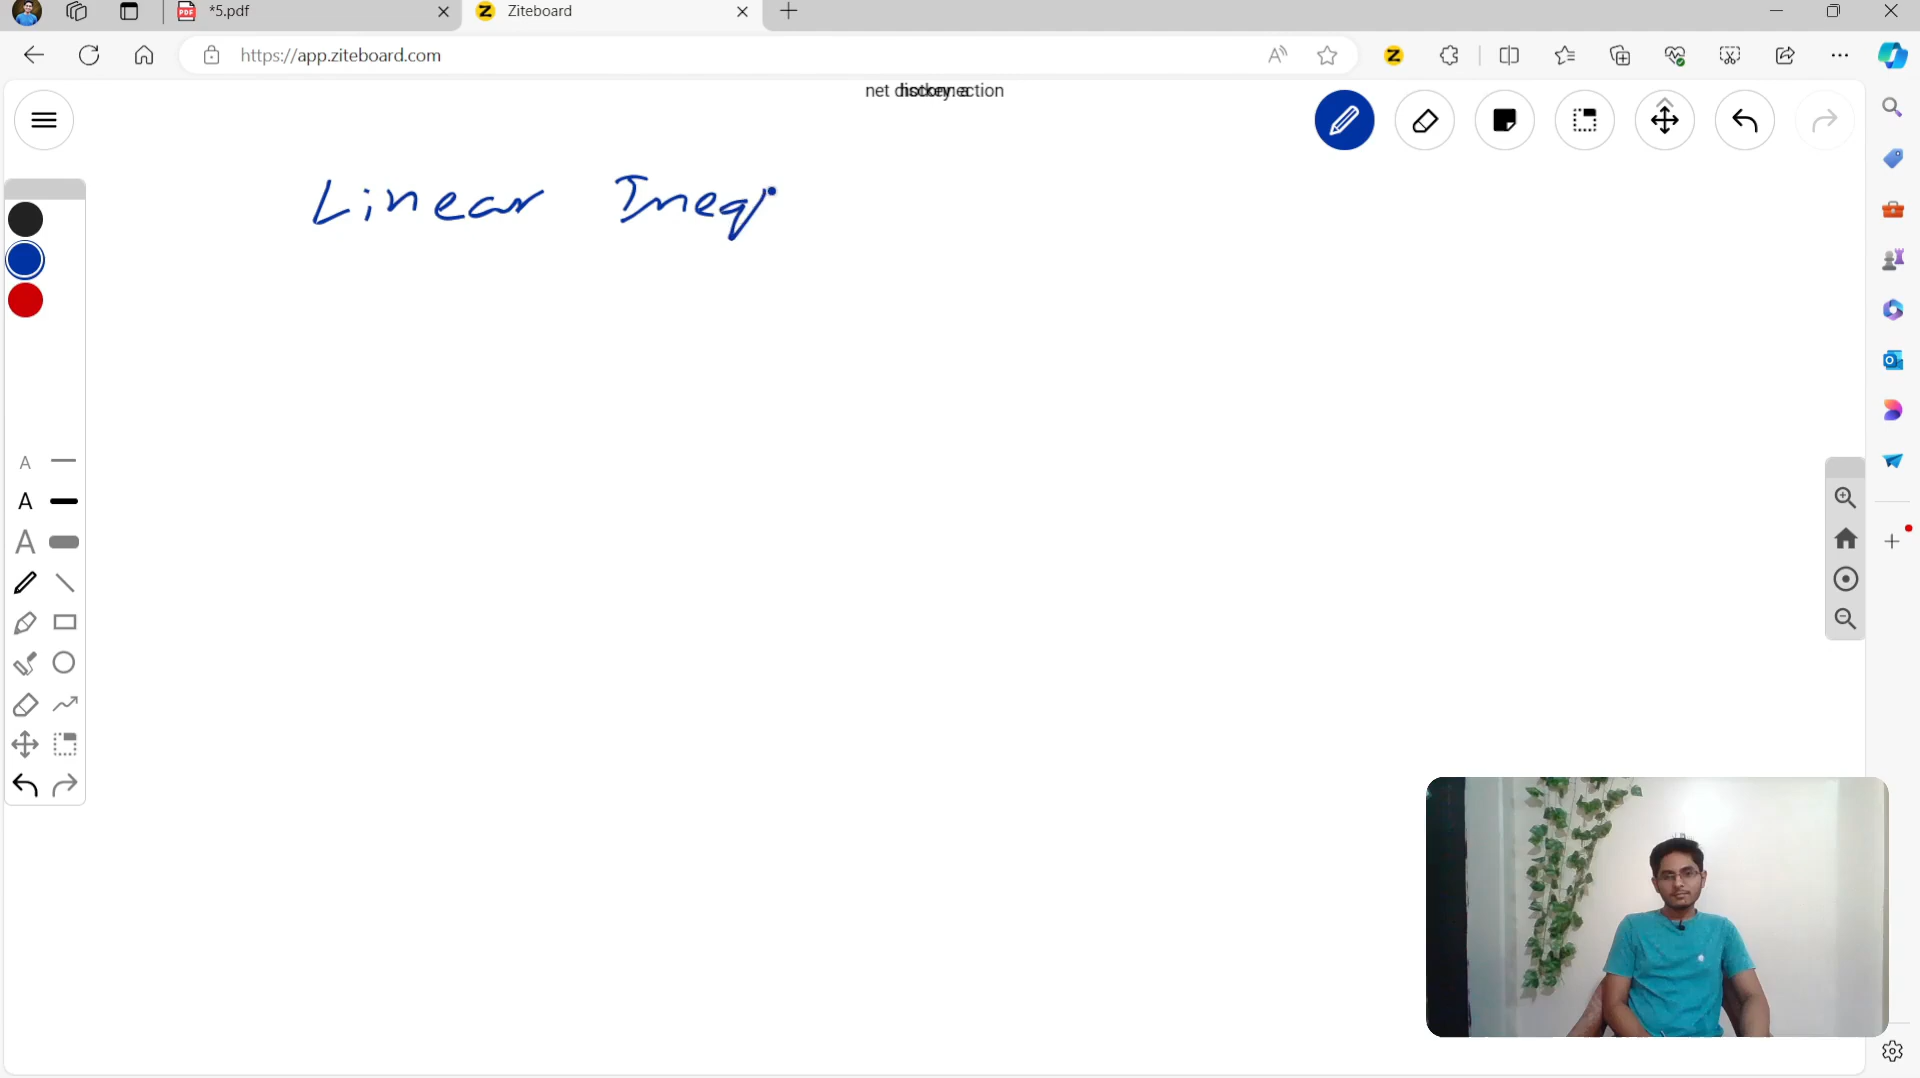 *5.pdf
Ziteboard
https://app.ziteboard.com
Linear Ineq
A
A
A